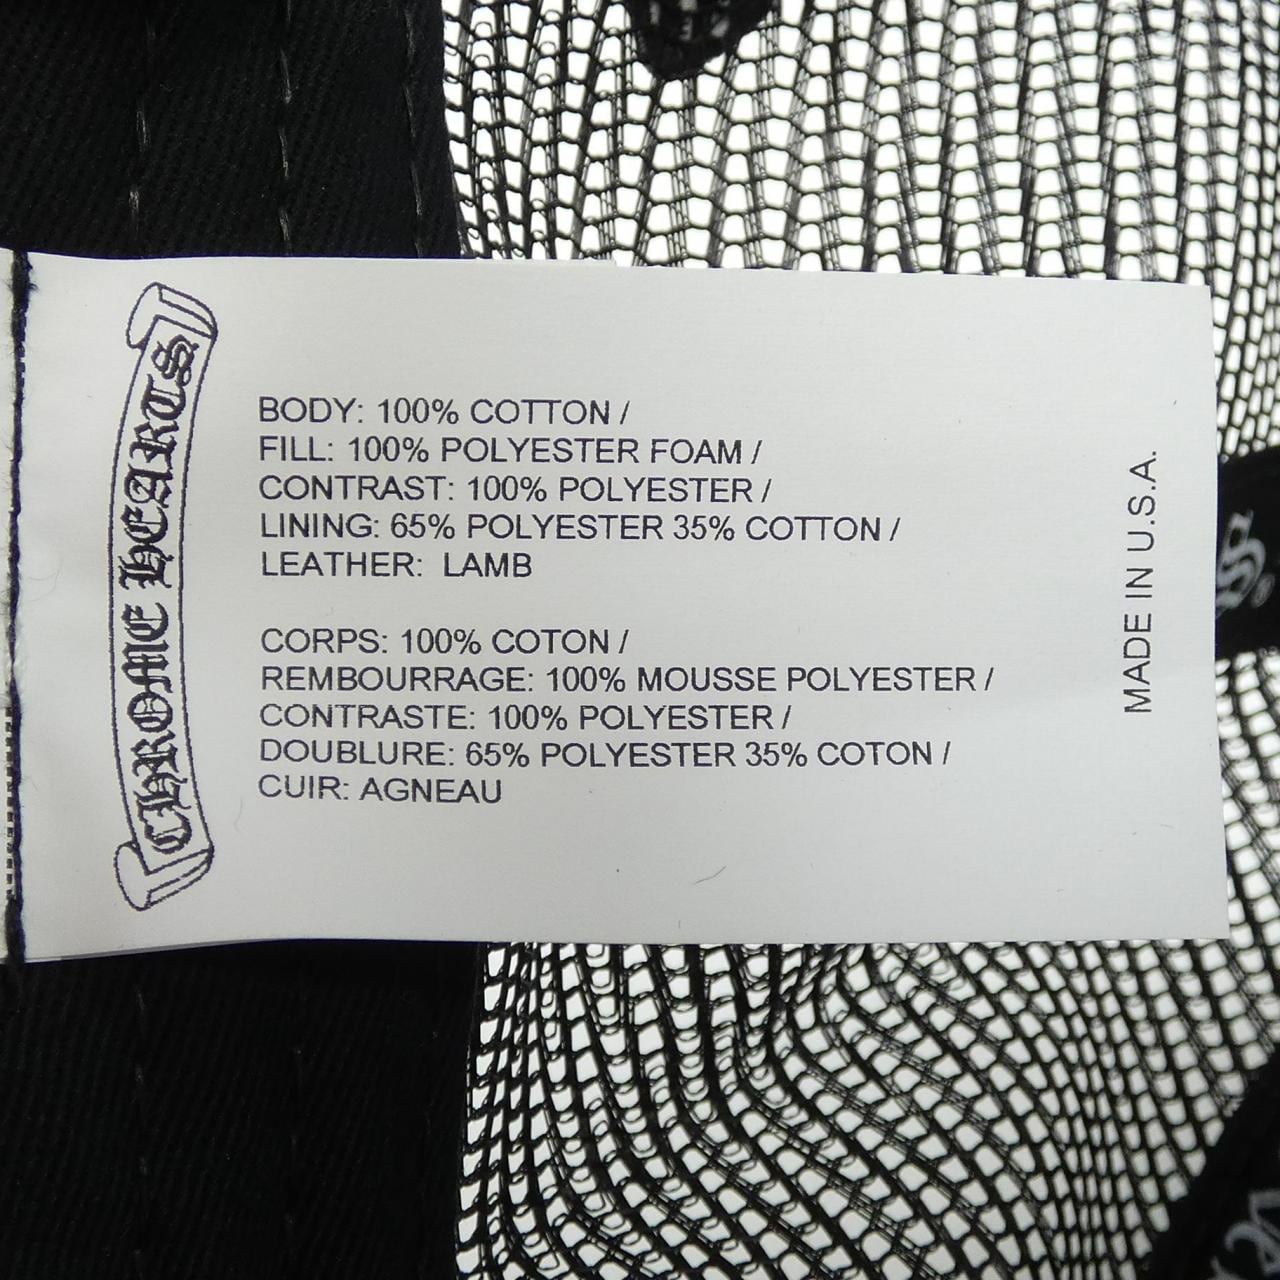 CHROME HEARTS
BODY: 100% COTTON /
FILL: 100% POLYESTER FOAM /
CONTRAST: 100% POLYESTER /
LINING: 65% POLYESTER 35% COTTON /
LEATHER: LAMB
CORPS: 100% COTON /
REMBOURRAGE: 100% MOUSSE POLYESTER /
CONTRASTE: 100% POLYESTER /
DOUBLURE: 65% POLYESTER 35% COTON /
CUIR: AGNEAU
MADE IN U.S.A.